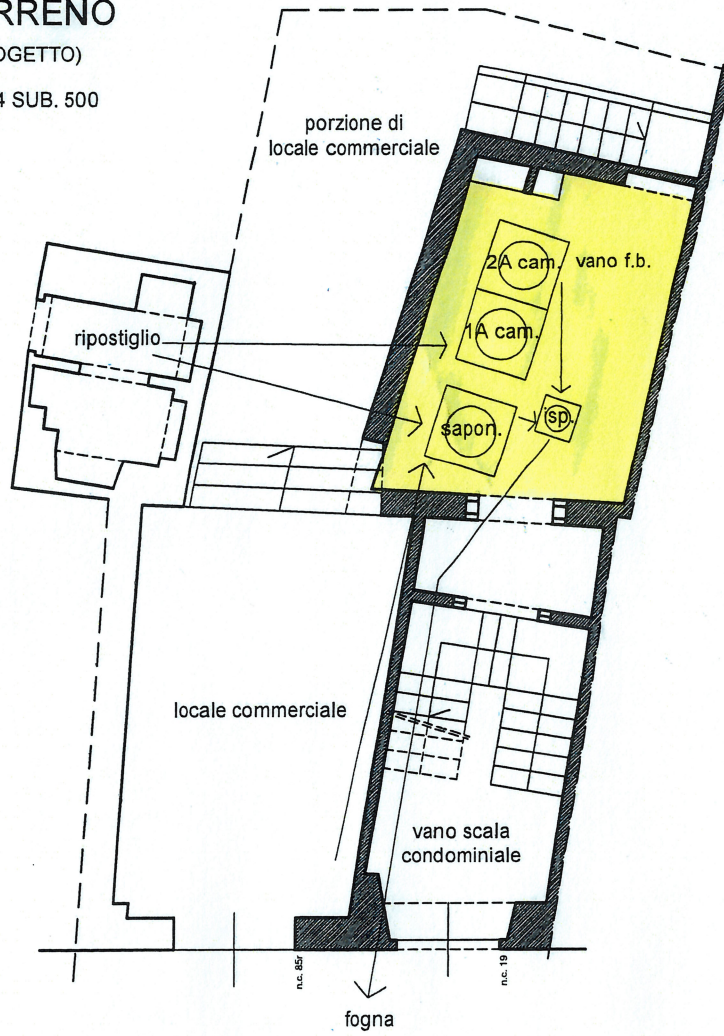 RRENO
OGETTO)
4 SUB. 500
porzione di
locale commerciale
2A cam.
vano f.b.
1A cam.
ripostiglio
sapon.
isp.
locale commerciale
vano scala
condominiale
n.c. 85r
n.c. 19
fogna